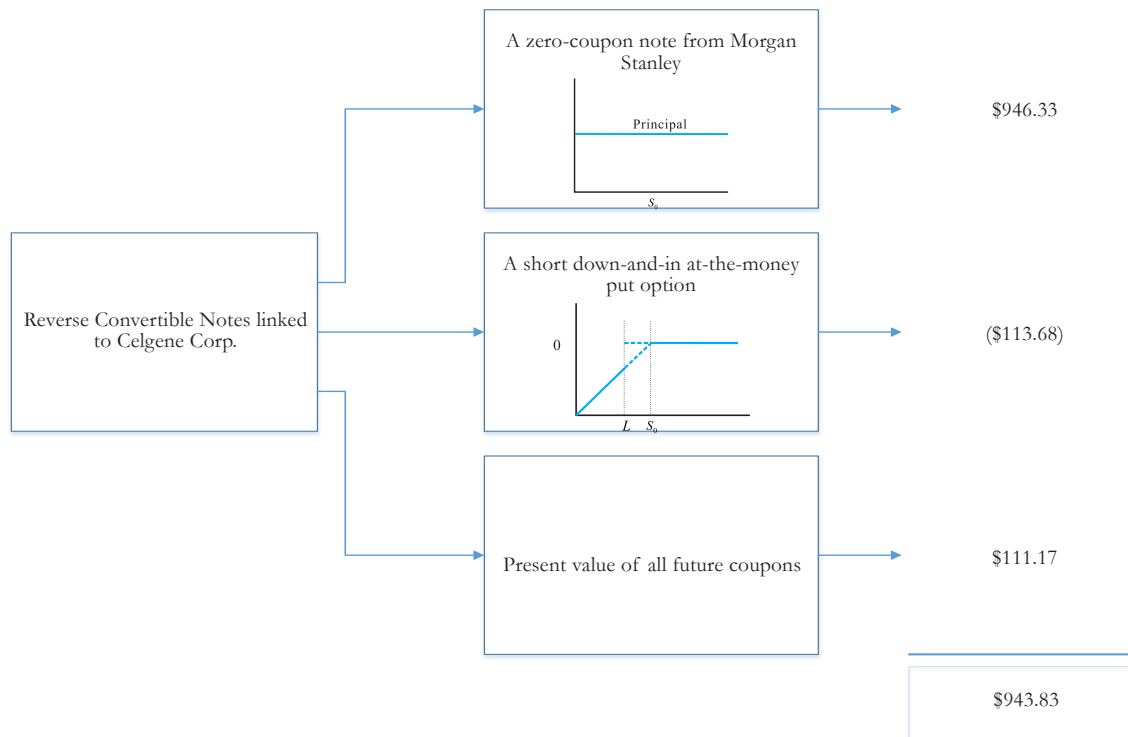 A zero-coupon note from Morgan
Stanley
Principal
S₀
$946.33
Reverse Convertible Notes linked
to Celgene Corp.
A short down-and-in at-the-money
put option
0
L S₀
($113.68)
Present value of all future coupons
$111.17
$943.83